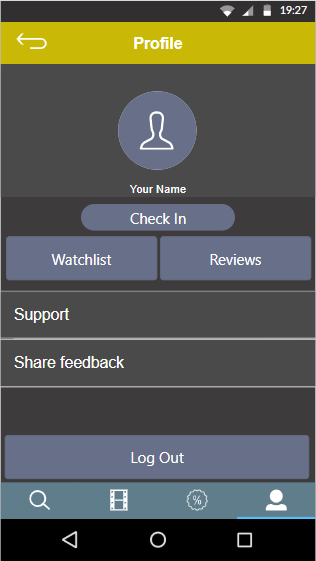 19:27
Profile
Your Name
Check In
Watchlist Reviews
Support
Share feedback
Log Out
%